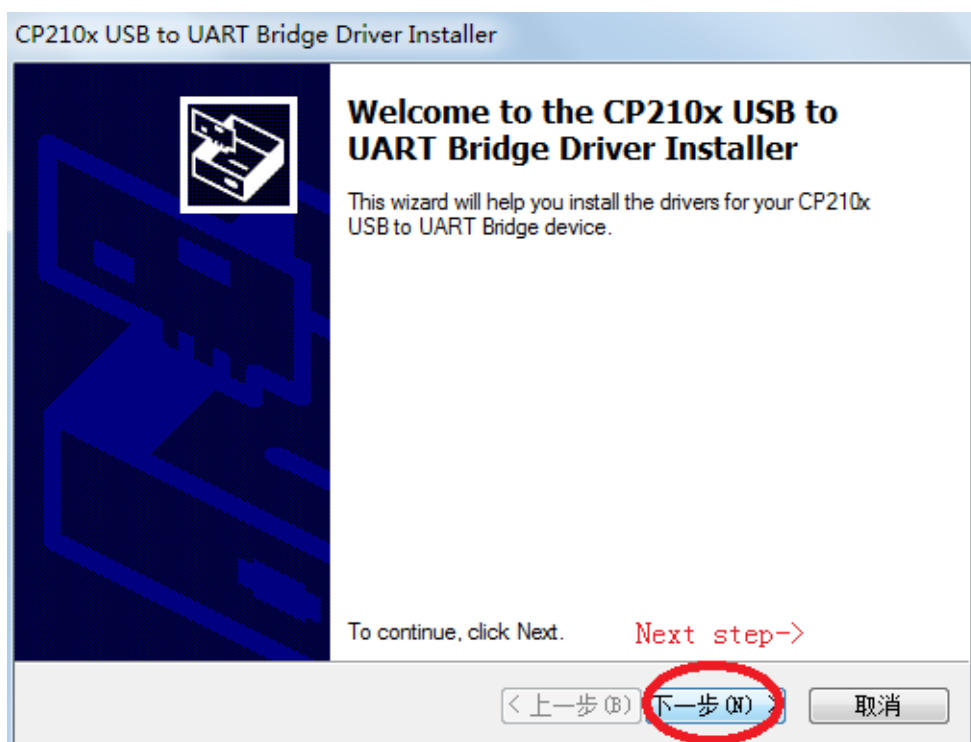 CP210x USB to UART Bridge Driver Installer
Welcome to the CP210x USB to
UART Bridge Driver Installer
This wizard will help you install the drivers for your CP210x
USB to UART Bridge device.
To continue, click Next. Next step->
< 上一步(B) 下一步(N) > 取消